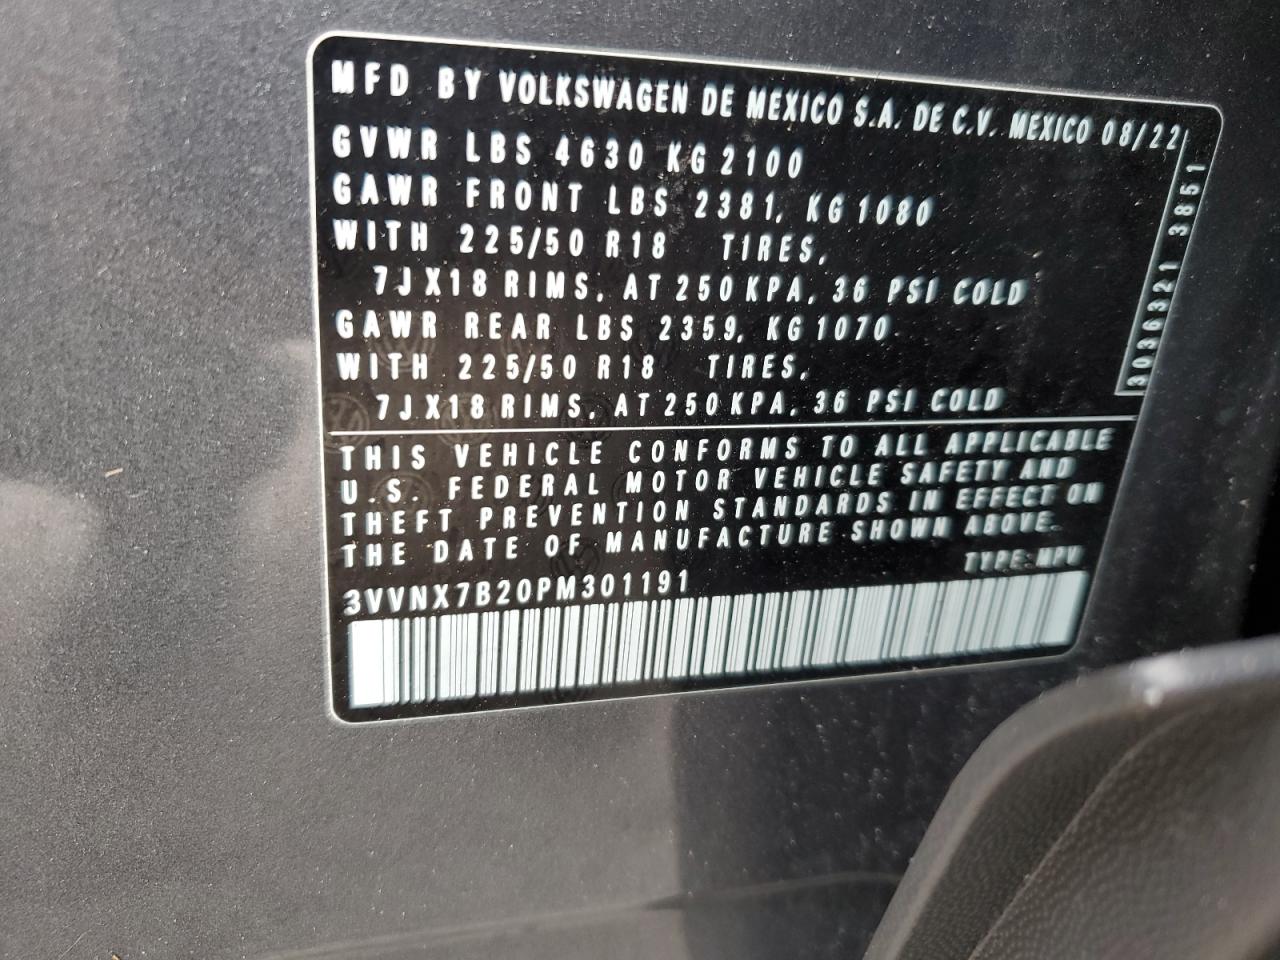 MFD BY VOLKSWAGEN DE MEXICO S.A. DE C.V. MEXICO 08/22
GVWR LBS 4630 KG 2100
GAWR FRONT LBS 2381, KG 1080
WITH 225/50 R18 TIRES,
7JX18 RIMS, AT 250 KPA, 36 PSI COLD
GAWR REAR LBS 2359, KG 1070
WITH 225/50 R18 TIRES,
7JX18 RIMS, AT 250 KPA, 36 PSI COLD
3036321 3851
THIS VEHICLE CONFORMS TO ALL APPLICABLE
U.S. FEDERAL MOTOR VEHICLE SAFETY AND
THEFT PREVENTION STANDARDS IN EFFECT ON
THE DATE OF MANUFACTURE SHOWN ABOVE.
TYPE: MPV
3VVNX7B20PM301191